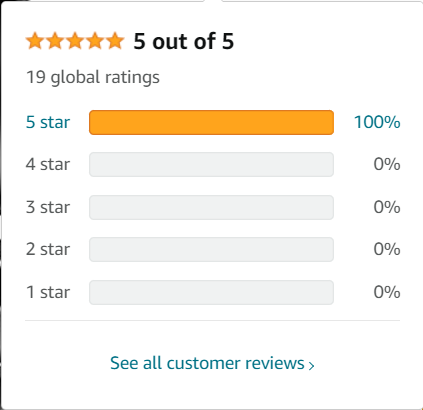 5 out of 5
19 global ratings
5 star 100%
4 star 0%
3 star 0%
2 star 0%
1 star 0%
See all customer reviews ›